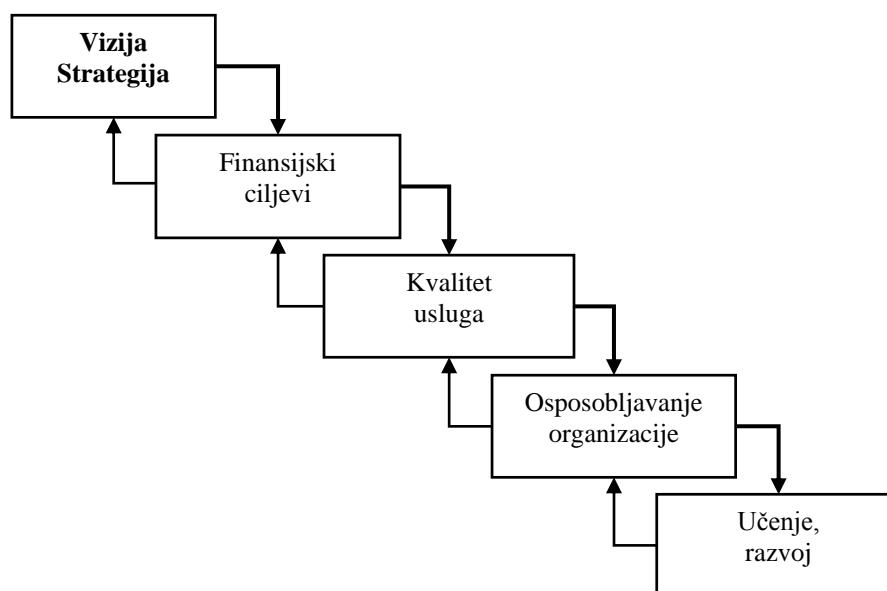 Vizija
Strategija
Finansijski
ciljevi
Kvalitet
usluga
Osposobljavanje
organizacije
Učenje,
razvoj